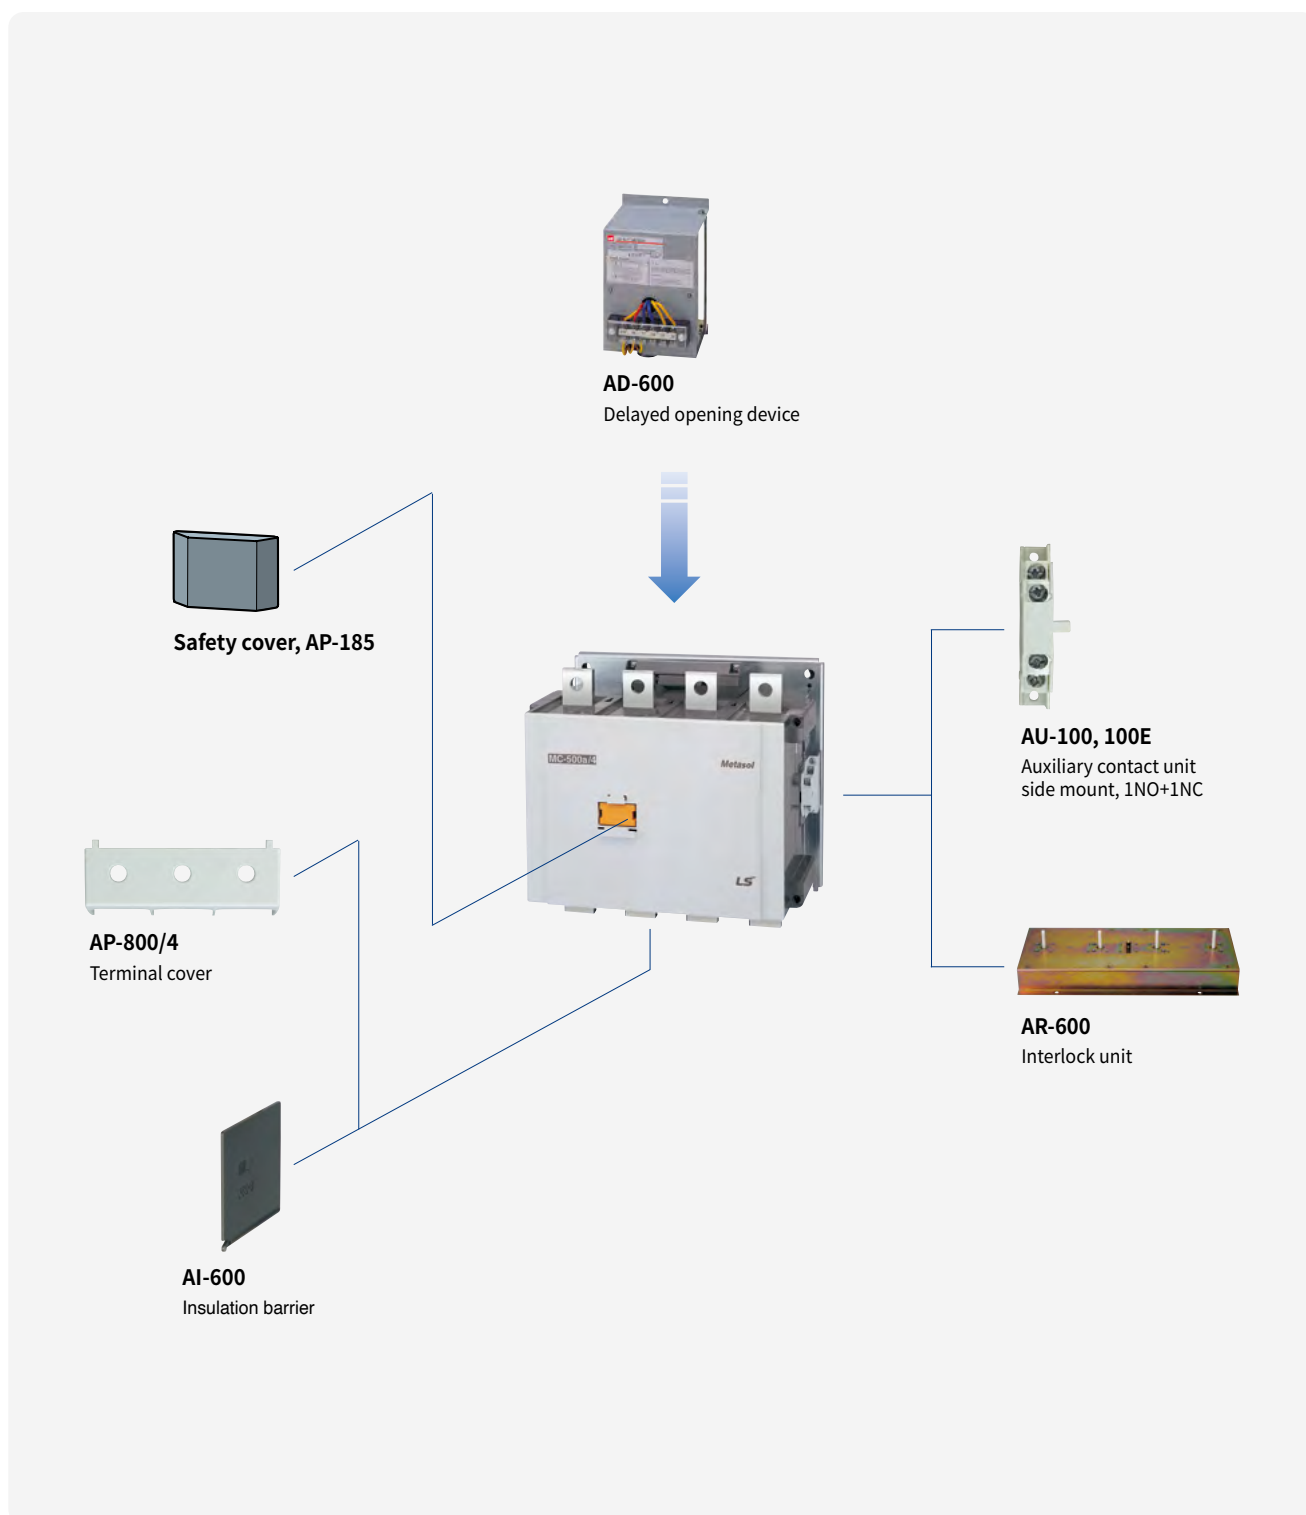 AD-600
Delayed opening device
Safety cover, AP-185
AU-100, 100E
Auxiliary contact unit
side mount, 1NO+1NC
MC-500a/4
Metasol
LS
AP-800/4
Terminal cover
AR-600
Interlock unit
AI-600
Insulation barrier